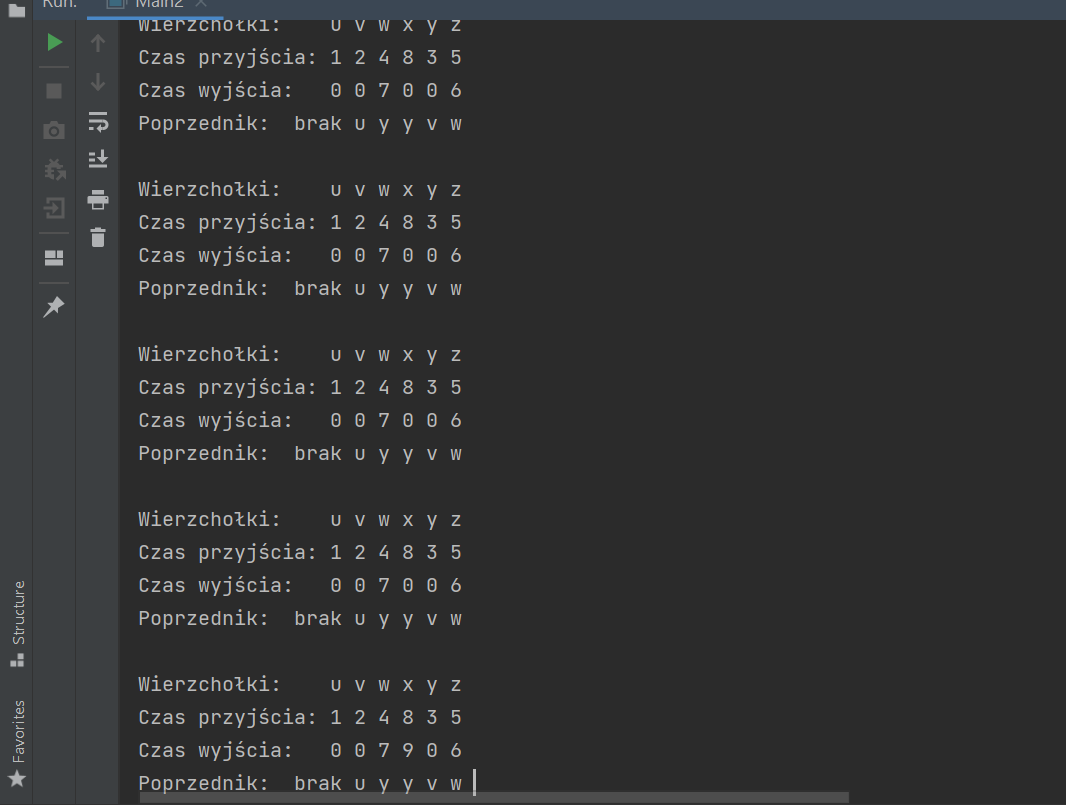 Run: Main2
Wierzchołki: u v w x y z
Czas przyjścia: 1 2 4 8 3 5
Czas wyjścia: 0 0 7 0 0 6
Poprzednik: brak u y y v w
Wierzchołki: u v w x y z
Czas przyjścia: 1 2 4 8 3 5
Czas wyjścia: 0 0 7 0 0 6
Poprzednik: brak u y y v w
Wierzchołki: u v w x y z
Czas przyjścia: 1 2 4 8 3 5
Czas wyjścia: 0 0 7 0 0 6
Poprzednik: brak u y y v w
Wierzchołki: u v w x y z
Czas przyjścia: 1 2 4 8 3 5
Czas wyjścia: 0 0 7 0 0 6
Poprzednik: brak u y y v w
Wierzchołki: u v w x y z
Czas przyjścia: 1 2 4 8 3 5
Czas wyjścia: 0 0 7 9 0 6
Poprzednik: brak u y y v w
Structure
Favorites